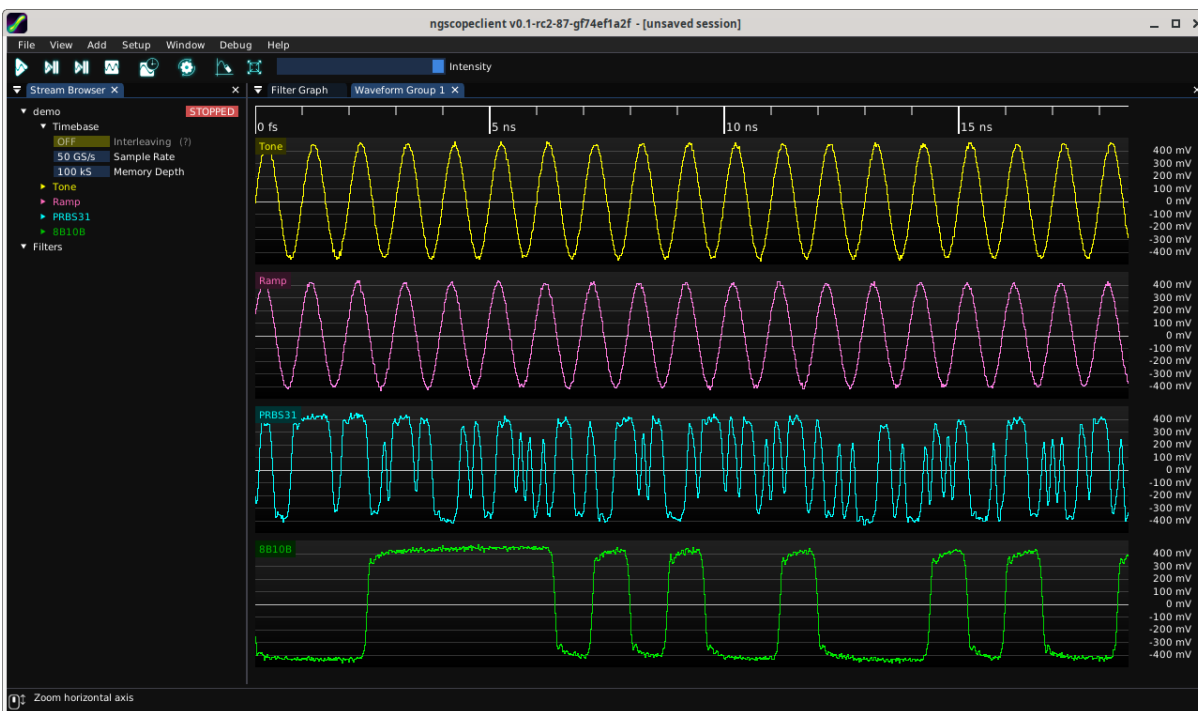 ngscopeclient v0.1-rc2-87-gf74ef1a2f - [unsaved session]
File View Add Setup Window Debug Help
Intensity
Stream Browser
Filter Graph Waveform Group 1
demo STOPPED
Timebase
OFF Interleaving (?)
50 GS/s Sample Rate
100 kS Memory Depth
Tone
Ramp
PRBS31
8B10B
Filters
0 fs 5 ns 10 ns 15 ns
Tone
400 mV
300 mV
200 mV
100 mV
0 mV
-100 mV
-200 mV
-300 mV
-400 mV
Ramp
400 mV
300 mV
200 mV
100 mV
0 mV
-100 mV
-200 mV
-300 mV
-400 mV
PRBS31
400 mV
300 mV
200 mV
100 mV
0 mV
-100 mV
-200 mV
-300 mV
-400 mV
8B10B
400 mV
300 mV
200 mV
100 mV
0 mV
-100 mV
-200 mV
-300 mV
-400 mV
Zoom horizontal axis